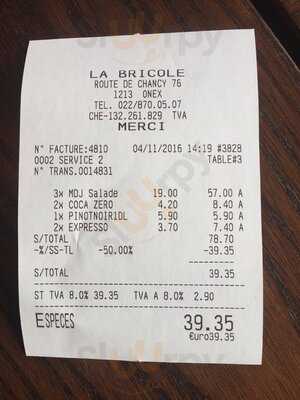 LA BRICOLE
ROUTE DE CHANCY 76
1213 ONEX
TEL. 022/870.05.07
CHE-132.261.829 TVA
MERCI
N° FACTURE:4810 04/11/2016 14:19 #3828
0002 SERVICE 2 TABLE#3
N° TRANS.0014831
3x MDJ Salade 19.00 57.00 A
2x COCA ZERO 4.20 8.40 A
1x PINOTNOIR1DL 5.90 5.90 A
2x EXPRESSO 3.70 7.40 A
S/TOTAL 78.70
-%/SS-TL -50.00% -39.35
S/TOTAL 39.35
ST TVA 8.0% 39.35 TVA A 8.0% 2.90
ESPECES 39.35
€uro39.35